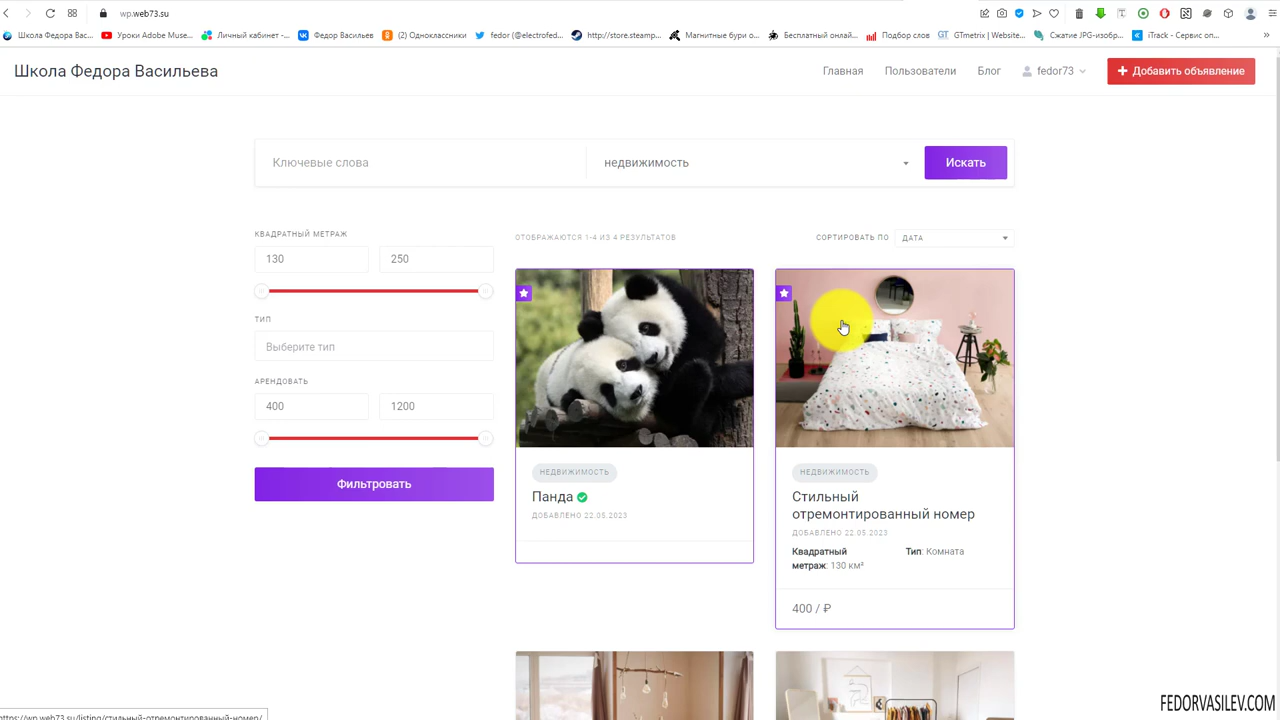 wp.web73.su
Школа Федора Вас...
Уроки Adobe Muse...
Личный кабинет -...
Федор Васильев
(2) Одноклассники
fedor (@electrofed...
http://store.steamp...
Магнитные бури о...
Бесплатный онлай...
Подбор слов
GTmetrix | Website...
Сжатие JPG-изобр...
iTrack - Сервис оп...
»
Школа Федора Васильева
Главная
Пользователи
Блог
fedor73
Добавить объявление
Ключевые слова
недвижимость
Искать
КВАДРАТНЫЙ МЕТРАЖ
130
250
ТИП
Выберите тип
АРЕНДОВАТЬ
400
1200
Фильтровать
ОТОБРАЖАЮТСЯ 1-4 ИЗ 4 РЕЗУЛЬТАТОВ
СОРТИРОВАТЬ ПО
ДАТА
НЕДВИЖИМОСТЬ
Панда
ДОБАВЛЕНО 22.05.2023
НЕДВИЖИМОСТЬ
Стильный
отремонтированный номер
ДОБАВЛЕНО 22.05.2023
Квадратный
метраж: 130 км²
Тип: Комната
400 / ₽
https://wp.web73.su/listing/стильный-отремонтированный-номер/
FEDORVASILEV.COM